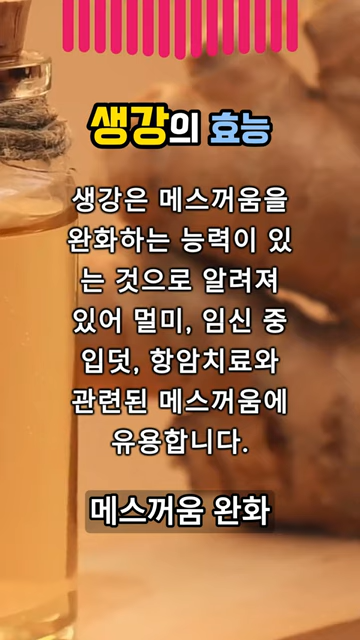 생강의 효능
생강은 메스꺼움을
완화하는 능력이 있
는 것으로 알려져
있어 멀미, 임신 중
입덧, 항암치료와
관련된 메스꺼움에
유용합니다.
메스꺼움 완화